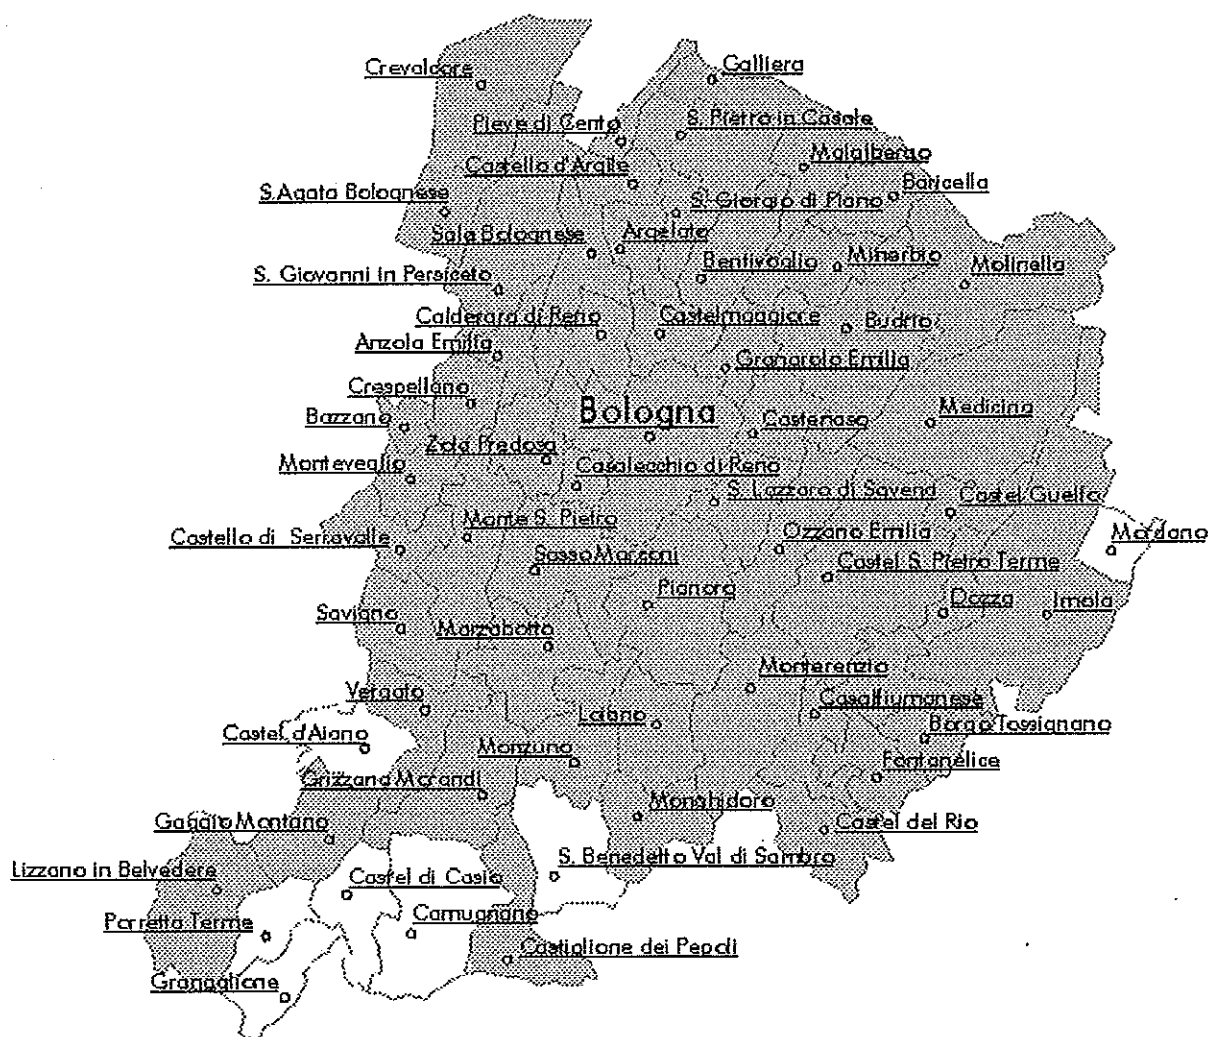 Galliera
Crevalcore
Pieve di Cento
S. Pietro in Casale
Malalbergo
Castello d'Argile
Baricella
S.Agata Bolognese
S. Giorgio di Piano
Sala Bolognese
Argelato
Bentivoglio
Minerbio
Molinella
S. Giovanni in Persiceto
Calderara di Reno
Castelmaggiore
Budrio
Anzola Emilia
Granarolo Emilia
Crespellano
Bazzano
Bologna
Castenaso
Medicina
Zola Predosa
Monteveglio
Casalecchio di Reno
S. Lazzaro di Savena
Castel Guelfo
Monte S. Pietro
Castello di Serravalle
Ozzano Emilia
Mordano
Sasso Marconi
Castel S. Pietro Terme
Pianoro
Dozza
Imola
Savigno
Marzabotto
Monterenzio
Vergato
Casalfiumanese
Loiano
Borgo Tossignano
Castel d'Aiano
Monzuno
Fontanelice
Grizzana Morandi
Monghidoro
Gaggio Montano
Castel del Rio
Lizzano in Belvedere
Castel di Casio
S. Benedetto Val di Sambro
Porretta Terme
Camugnano
Castiglione dei Pepoli
Granaglione